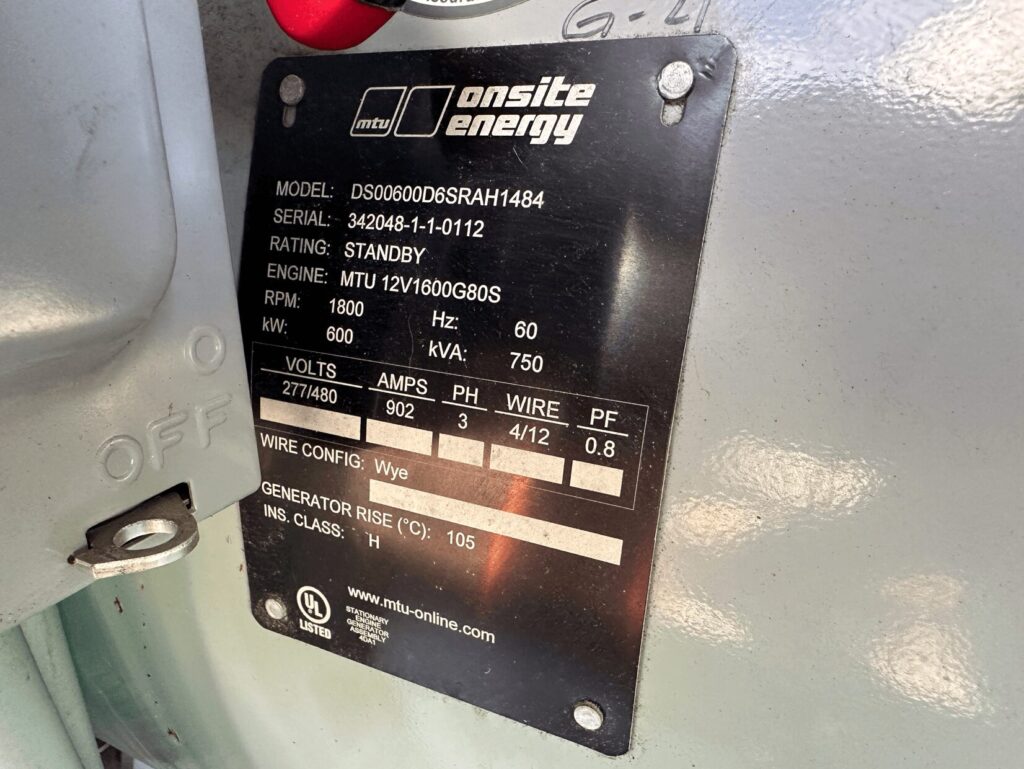 G-4
mtu onsite
energy
MODEL: DS00600D6SRAH1484
SERIAL: 342048-1-1-0112
RATING: STANDBY
ENGINE: MTU 12V1600G80S
RPM: 1800 Hz: 60
kW: 600 kVA: 750
VOLTS AMPS PH WIRE PF
277/480 902 3 4/12 0.8
WIRE CONFIG: Wye
GENERATOR RISE (°C): 105
INS. CLASS: H
O
OFF
UL
LISTED
STATIONARY
ENGINE
GENERATOR
ASSEMBLY
4DA1
www.mtu-online.com